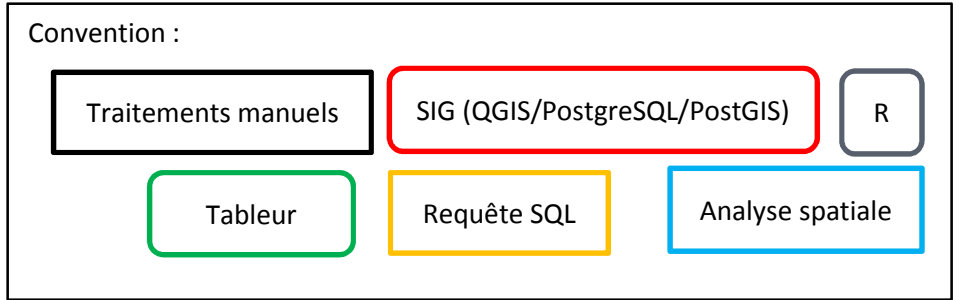 Convention :
Traitements manuels
SIG (QGIS/PostgreSQL/PostGIS)
R
Tableur
Requête SQL
Analyse spatiale